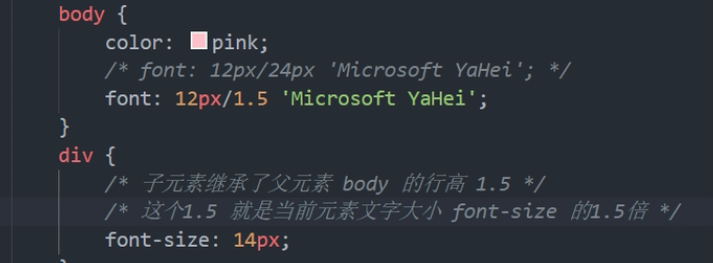 body {
color: pink;
/* font: 12px/24px 'Microsoft YaHei'; */
font: 12px/1.5 'Microsoft YaHei';
}
div {
/* 子元素继承了父元素 body 的行高 1.5 */
/* 这个1.5 就是当前元素文字大小 font-size 的1.5倍 */
font-size: 14px;
}